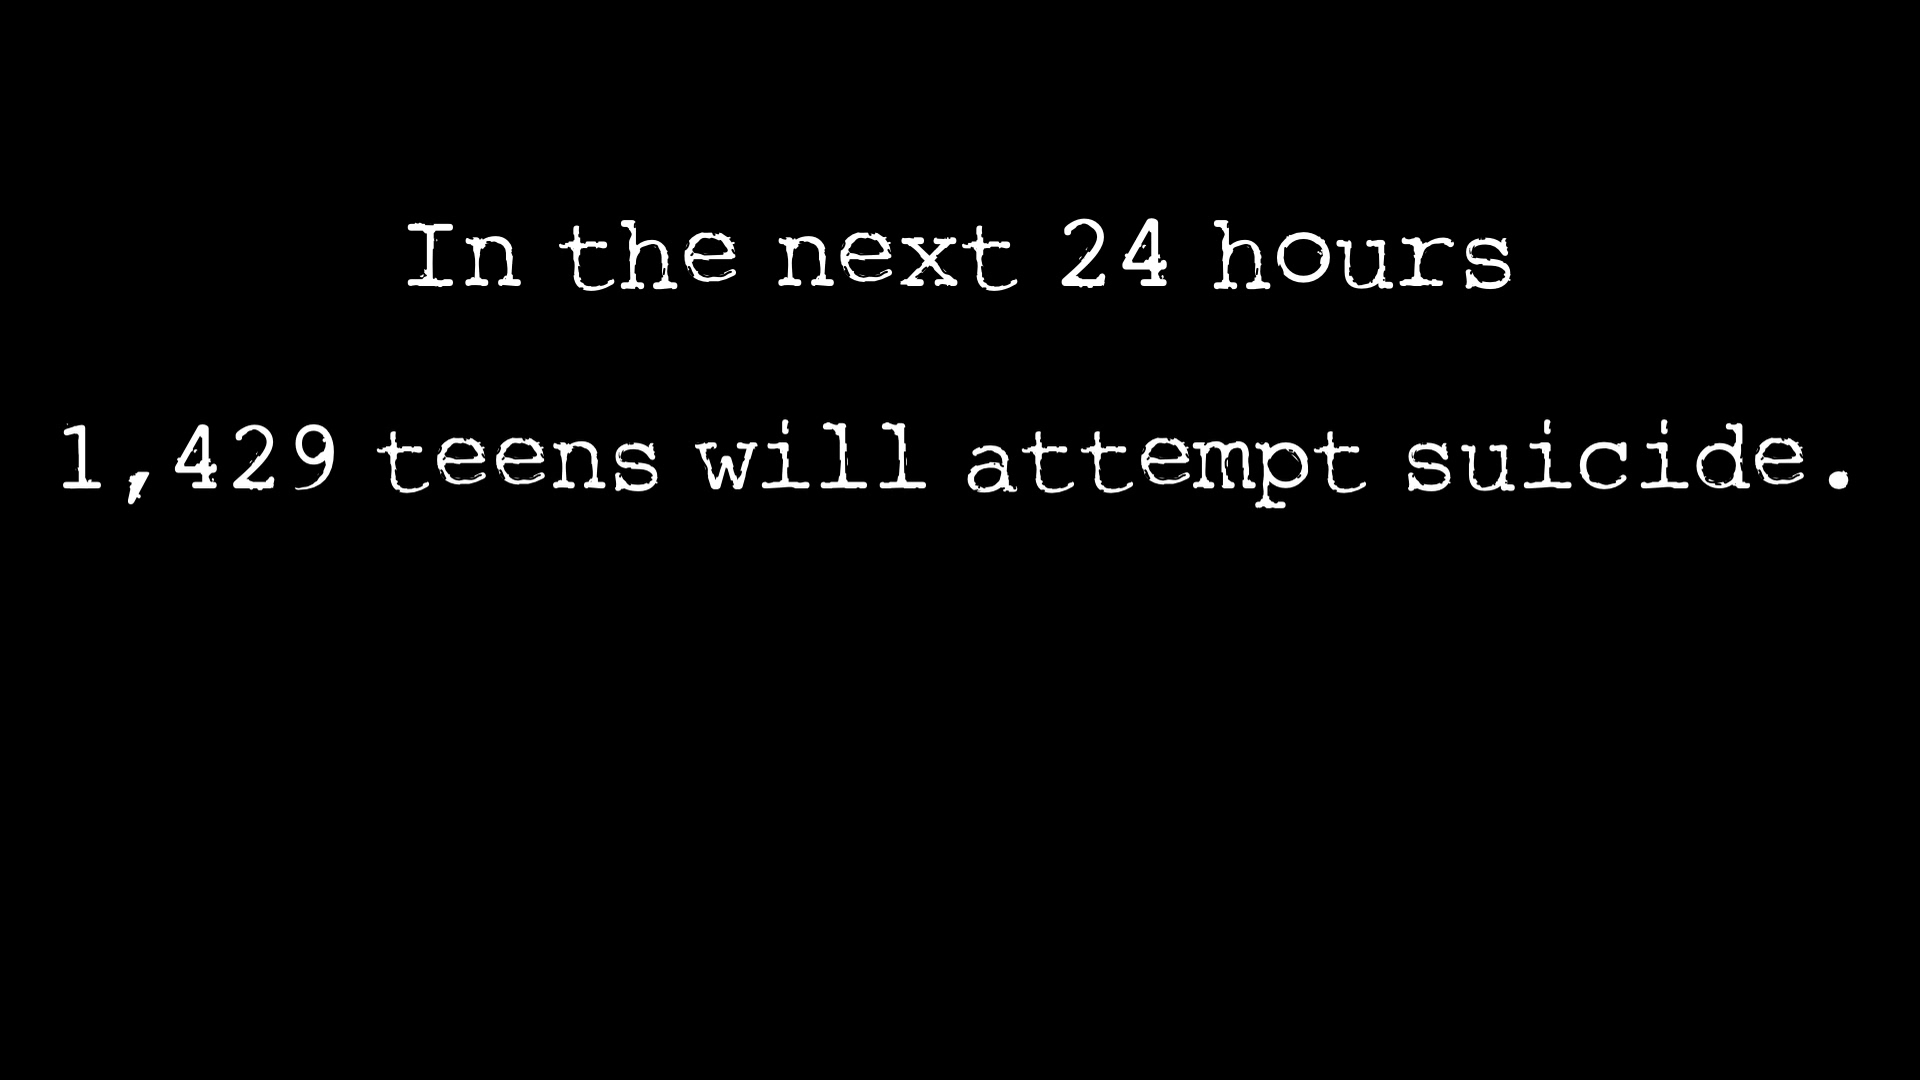 In the next 24 hours
1,429 teens will attempt suicide.